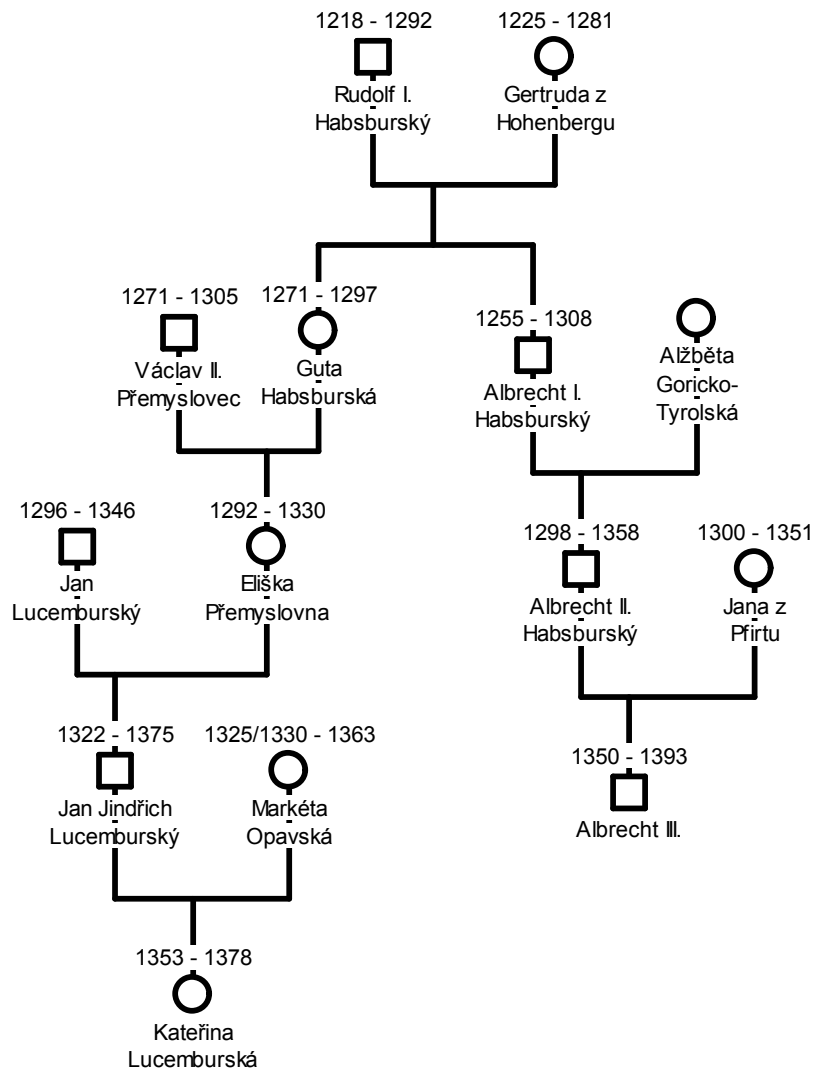 1218 - 1292
1225 - 1281
Rudolf I.
Habsburský
Gertruda z
Hohenbergu
1271 - 1305
1271 - 1297
Václav II.
Přemyslovec
Guta
Habsburská
1255 - 1308
Albrecht I.
Habsburský
Alžběta
Goricko-
Tyrolská
1296 - 1346
1292 - 1330
Jan
Lucemburský
Eliška
Přemyslovna
1298 - 1358
1300 - 1351
Albrecht II.
Habsburský
Jana z
Pfirtu
1322 - 1375
1325/1330 - 1363
Jan Jindřich
Lucemburský
Markéta
Opavská
1350 - 1393
Albrecht III.
1353 - 1378
Kateřina
Lucemburská